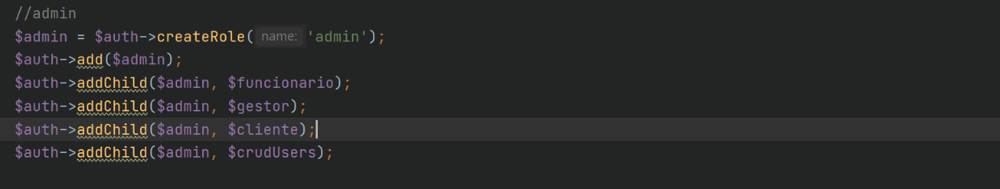 //admin
$admin = $auth->createRole( name: 'admin');
$auth->add($admin);
$auth->addChild($admin, $funcionario);
$auth->addChild($admin, $gestor);
$auth->addChild($admin, $cliente);
$auth->addChild($admin, $crudUsers);